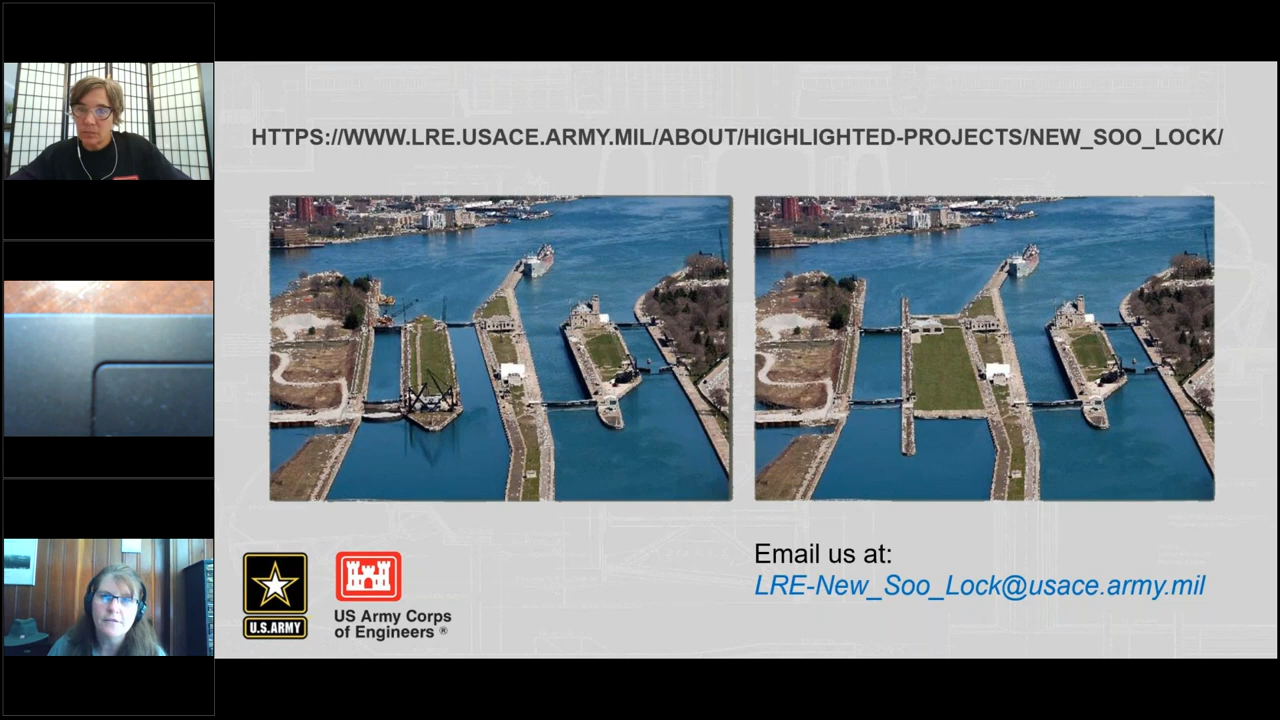 HTTPS://WWW.LRE.USACE.ARMY.MIL/ABOUT/HIGHLIGHTED-PROJECTS/NEW_SOO_LOCK/
Email us at:
LRE-New_Soo_Lock@usace.army.mil
U.S.ARMY
US Army Corps
of Engineers ®